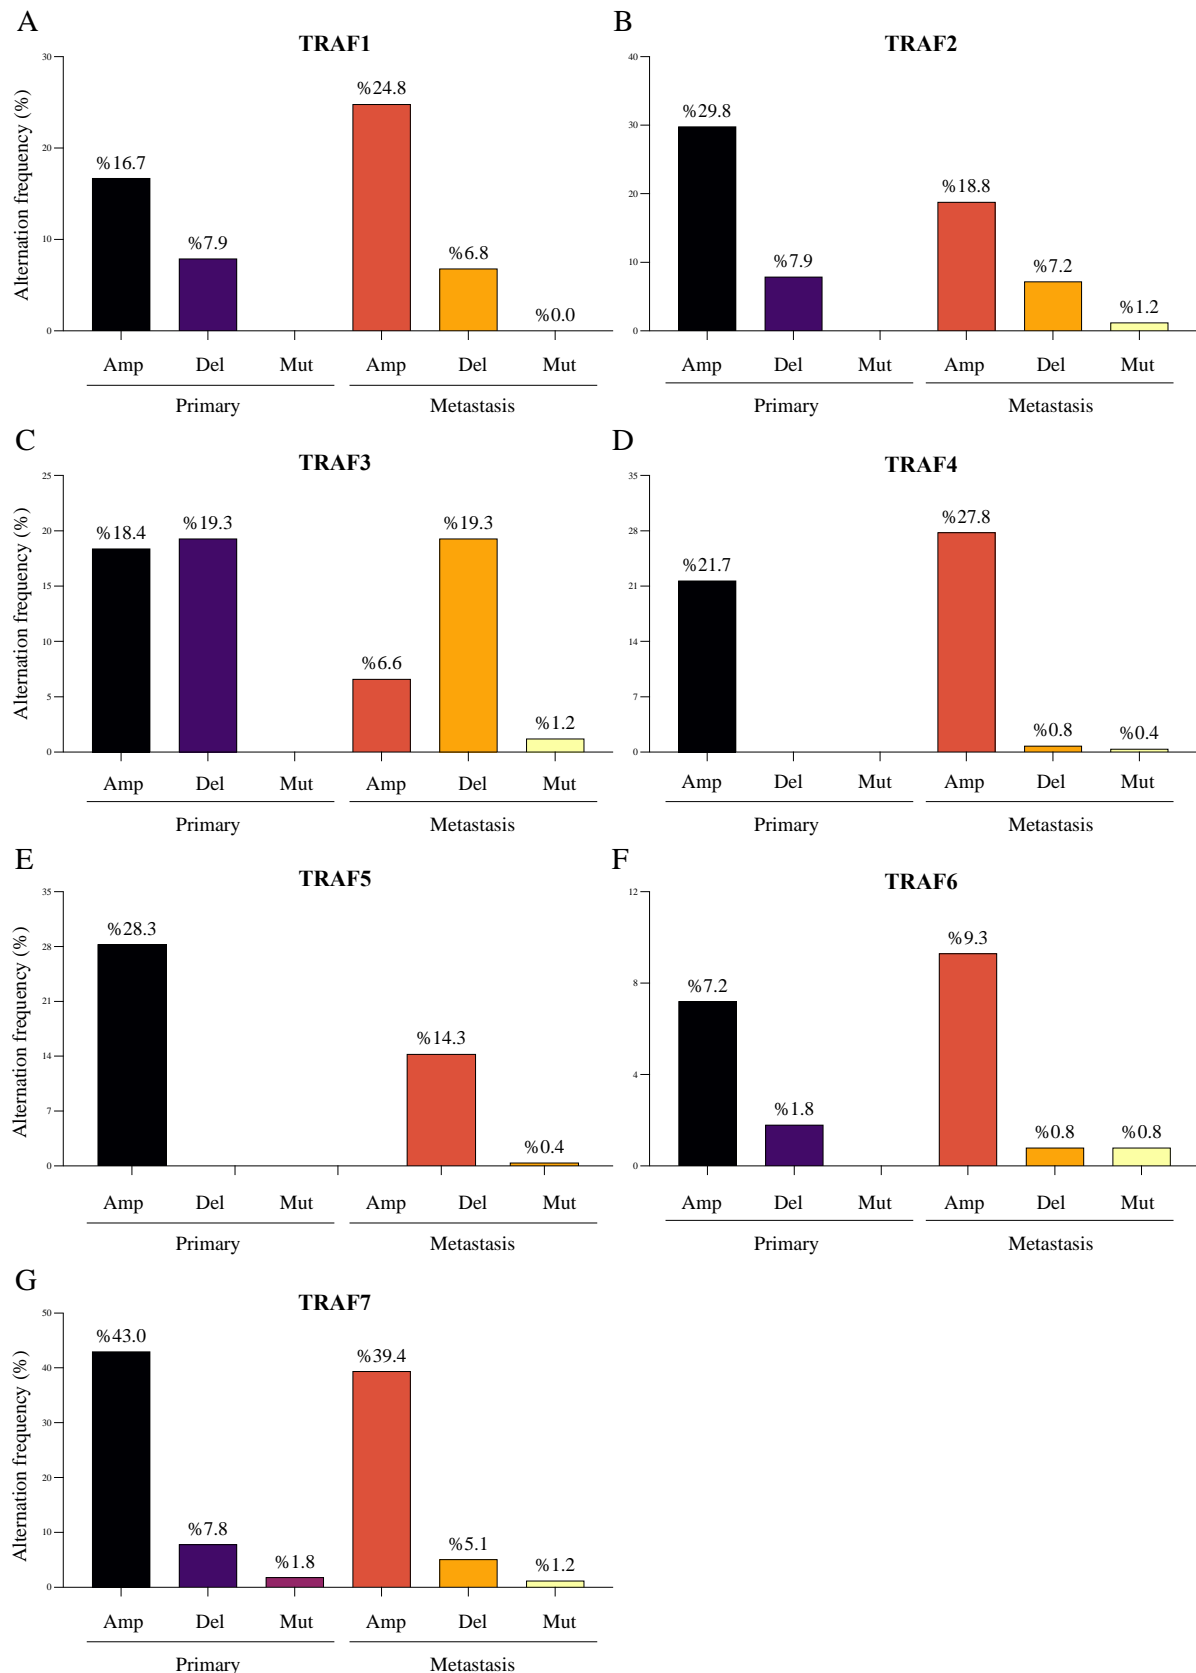 A
TRAF1
Alternation frequency (%)
30
20
10
0
%16.7
%7.9
%24.8
%6.8
%0.0
Amp Del Mut Amp Del Mut
Primary Metastasis
B
TRAF2
Alternation frequency (%)
40
30
20
10
0
%29.8
%7.9
%18.8
%7.2
%1.2
Amp Del Mut Amp Del Mut
Primary Metastasis
C
TRAF3
Alternation frequency (%)
25
20
15
10
5
0
%18.4
%19.3
%6.6
%19.3
%1.2
Amp Del Mut Amp Del Mut
Primary Metastasis
D
TRAF4
Alternation frequency (%)
35
28
21
14
7
0
%21.7
%27.8
%0.8
%0.4
Amp Del Mut Amp Del Mut
Primary Metastasis
E
TRAF5
Alternation frequency (%)
35
28
21
14
7
0
%28.3
%14.3
%0.4
Amp Del Mut Amp Del Mut
Primary Metastasis
F
TRAF6
Alternation frequency (%)
12
8
4
0
%7.2
%1.8
%9.3
%0.8
%0.8
Amp Del Mut Amp Del Mut
Primary Metastasis
G
TRAF7
Alternation frequency (%)
50
40
30
20
10
0
%43.0
%7.8
%1.8
%39.4
%5.1
%1.2
Amp Del Mut Amp Del Mut
Primary Metastasis